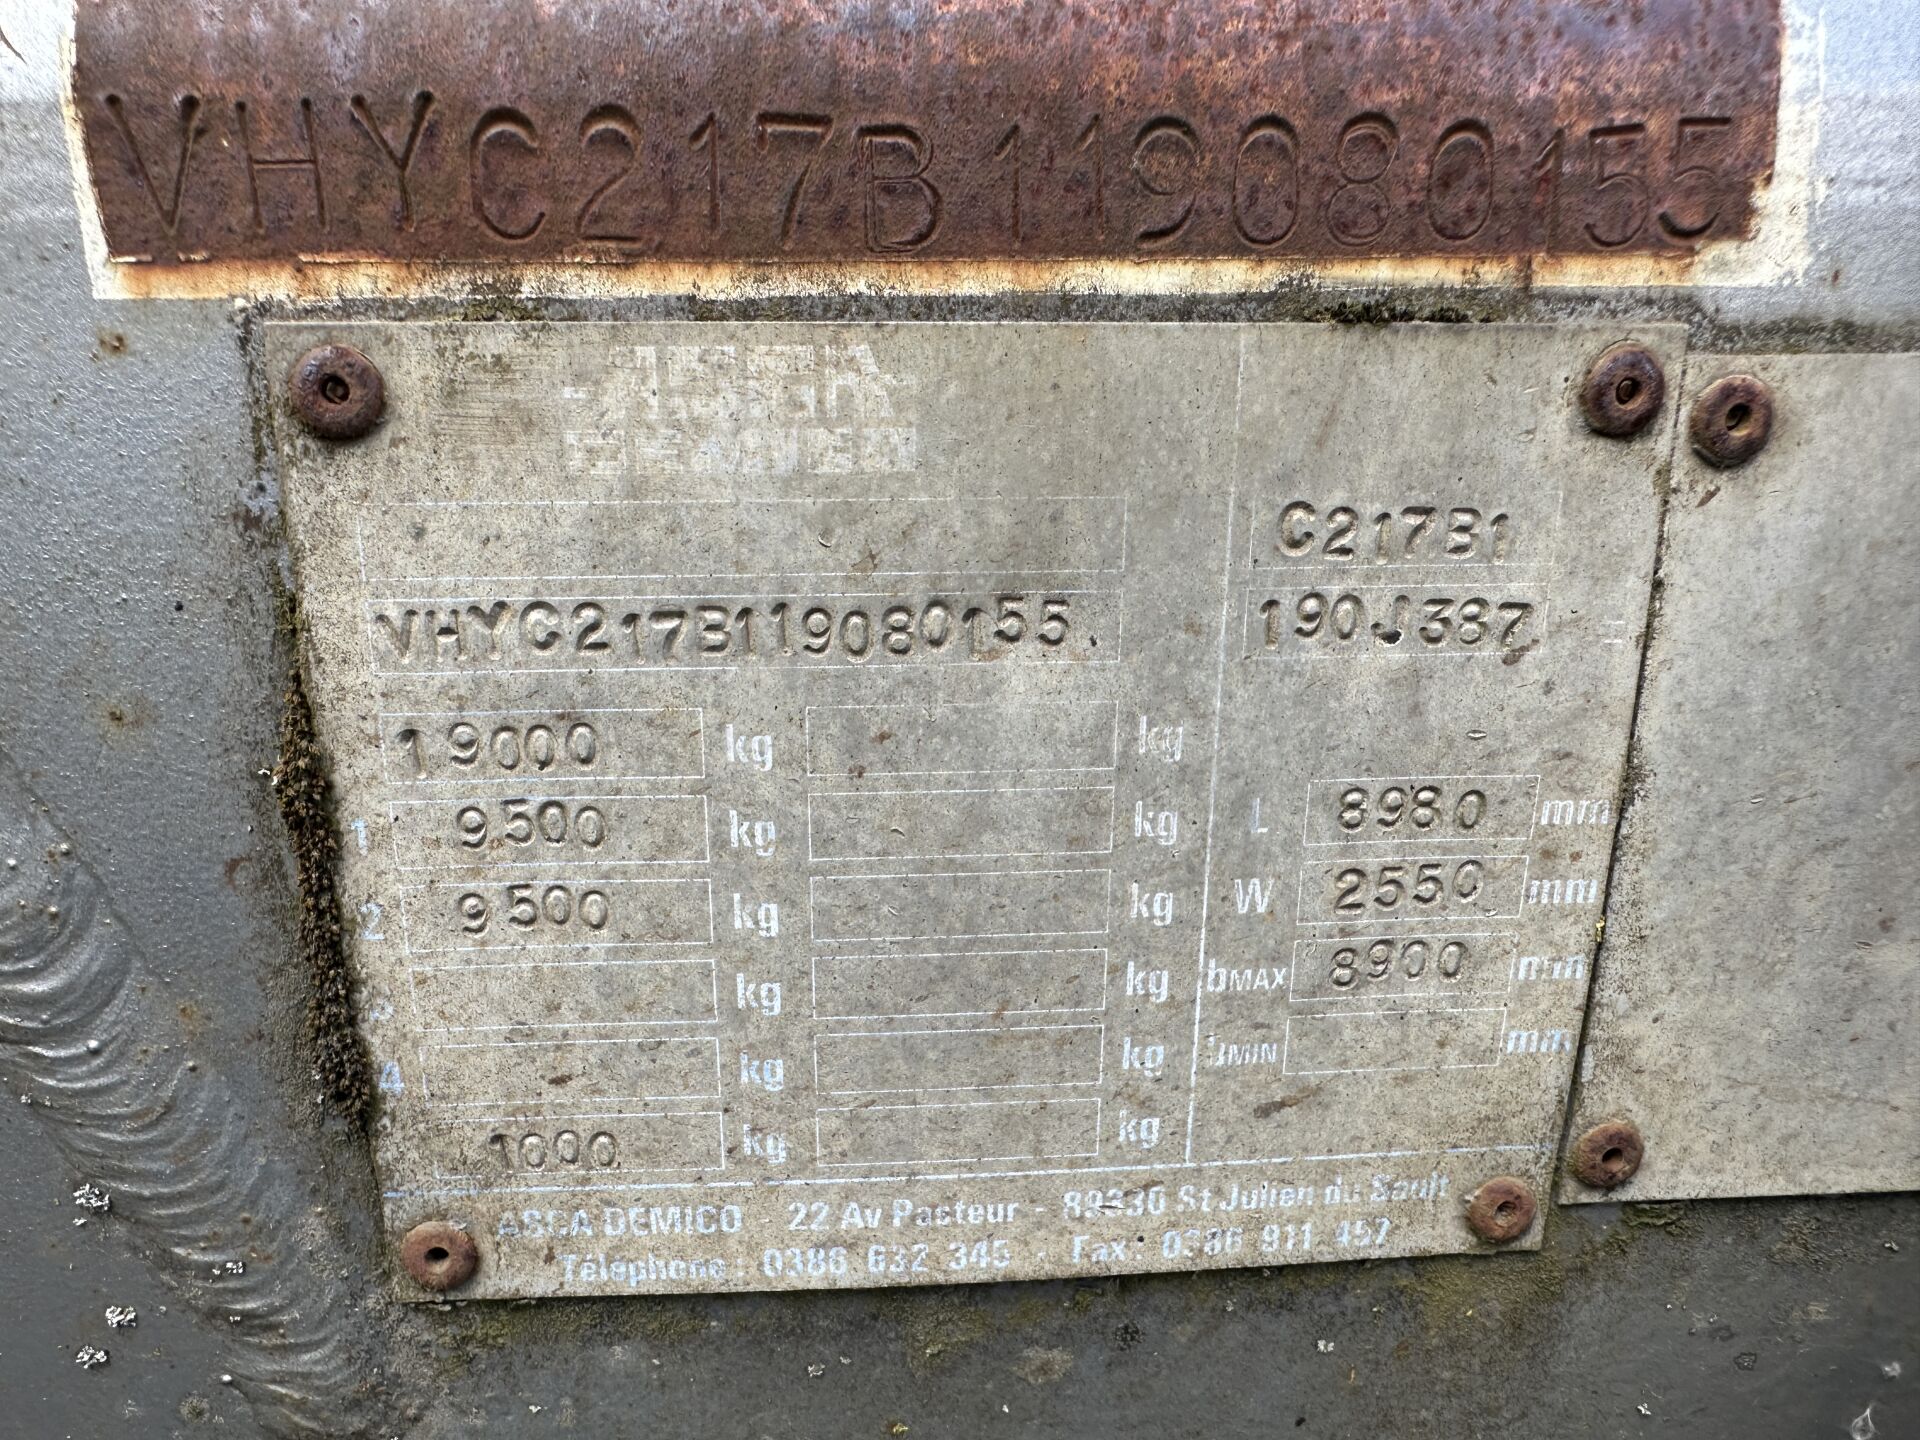 VHYC217B119080155
C217B1
VHYC217B119080155 190J387
19000 kg kg
1 9500 kg kg L 8980 mm
2 9500 kg kg W 2550 mm
3 kg kg bMAX 8900 mm
4 kg kg bMIN mm
1000 kg kg
ASCA DEMICO 22 Av Pasteur - 89330 St Julien du Sault
Téléphone : 0386 632 345 - Fax : 0386 911 457